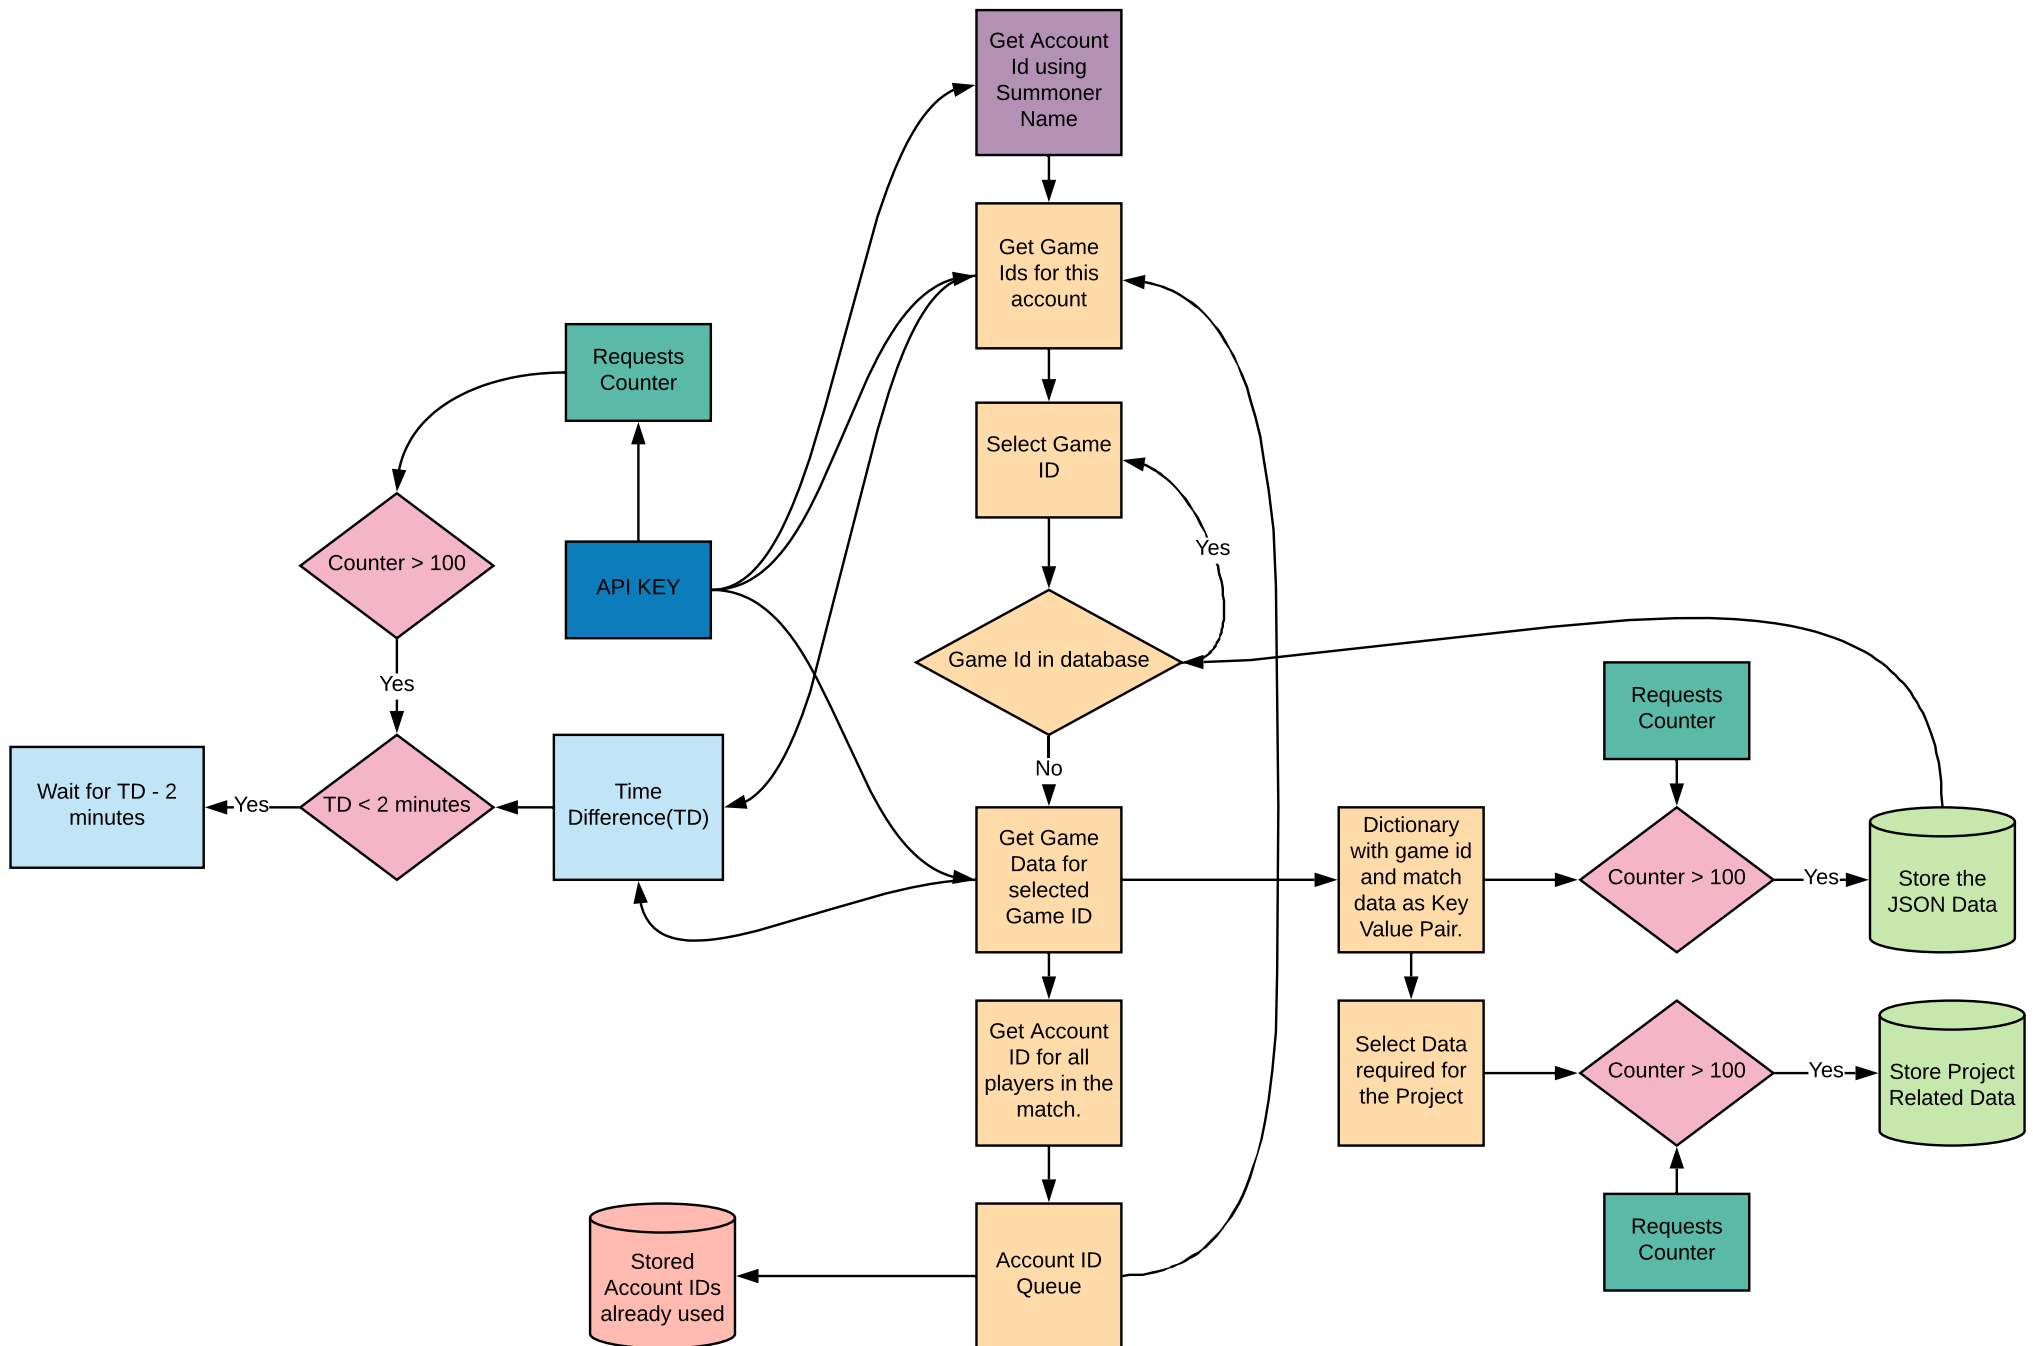 Get Account
Id using
Summoner
Name
Get Game
Ids for this
account
Requests
Counter
Select Game
ID
Counter > 100
API KEY
Yes
Game Id in database
Yes
Requests
Counter
No
Wait for TD - 2
minutes
Yes
TD < 2 minutes
Time
Difference(TD)
Get Game
Data for
selected
Game ID
Dictionary
with game id
and match
data as Key
Value Pair.
Counter > 100
Yes
Store the
JSON Data
Get Account
ID for all
players in the
match.
Select Data
required for
the Project
Counter > 100
Yes
Store Project
Related Data
Stored
Account IDs
already used
Account ID
Queue
Requests
Counter